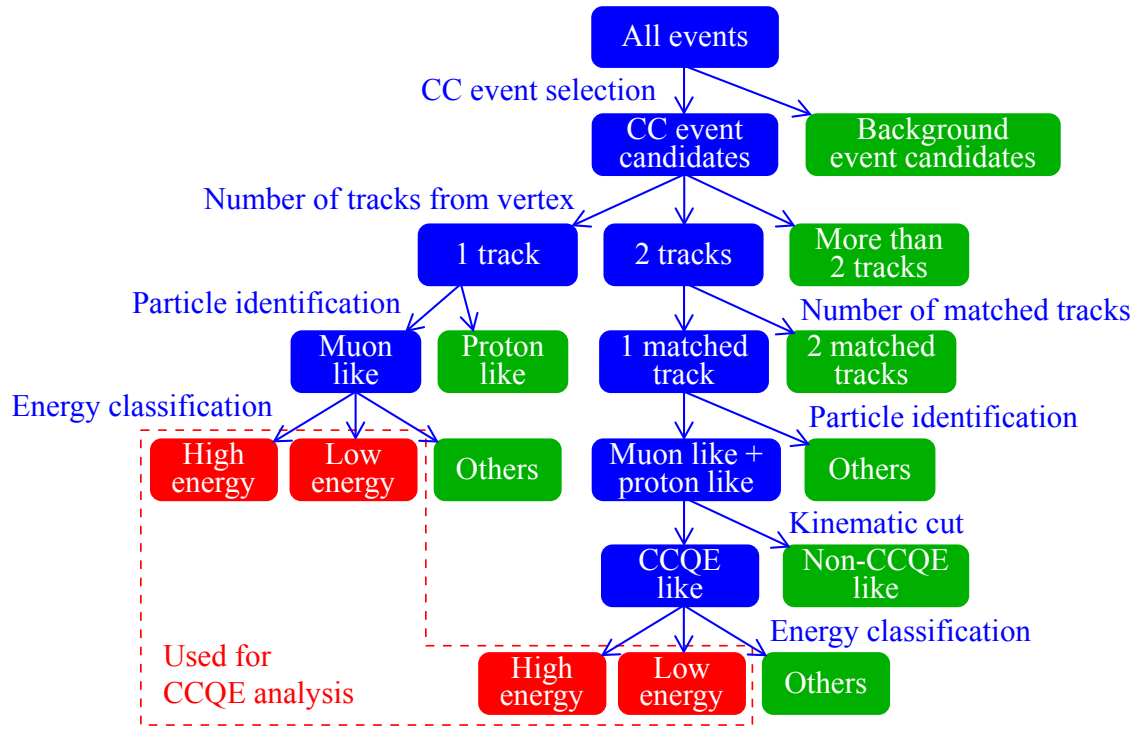 All events
CC event selection
CC event
candidates
Background
event candidates
Number of tracks from vertex
1 track
2 tracks
More than
2 tracks
Particle identification
Number of matched tracks
Muon
like
Proton
like
1 matched
track
2 matched
tracks
Energy classification
Particle identification
High
energy
Low
energy
Others
Muon like +
proton like
Others
Kinematic cut
CCQE
like
Non-CCQE
like
Energy classification
Used for
CCQE analysis
High
energy
Low
energy
Others